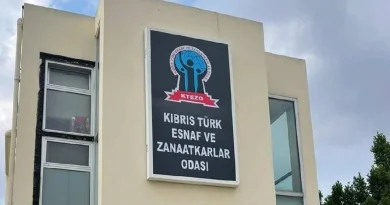 KTEZO
KIBRIS TÜRK
ESNAF VE
ZANAATKARLAR
ODASI